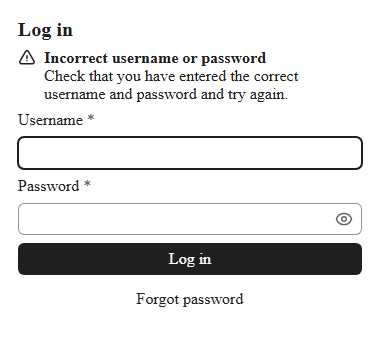 Log in
Incorrect username or password
Check that you have entered the correct
username and password and try again.
Username *
Password *
Log in
Forgot password